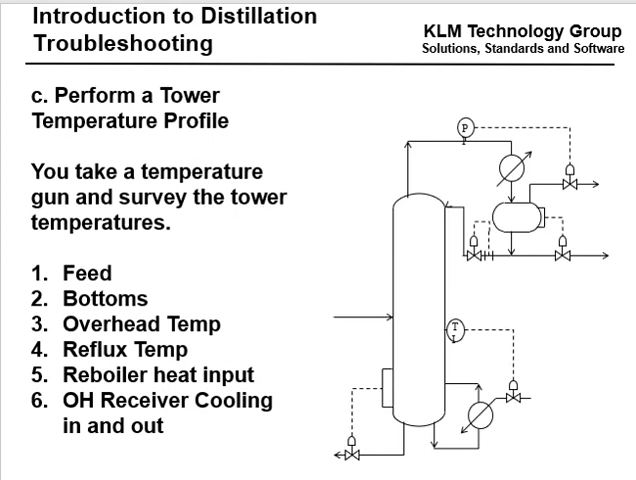 Introduction to Distillation
Troubleshooting
KLM Technology Group
Solutions, Standards and Software
c. Perform a Tower
Temperature Profile
You take a temperature
gun and survey the tower
temperatures.
1. Feed
2. Bottoms
3. Overhead Temp
4. Reflux Temp
5. Reboiler heat input
6. OH Receiver Cooling
in and out
P
T
I